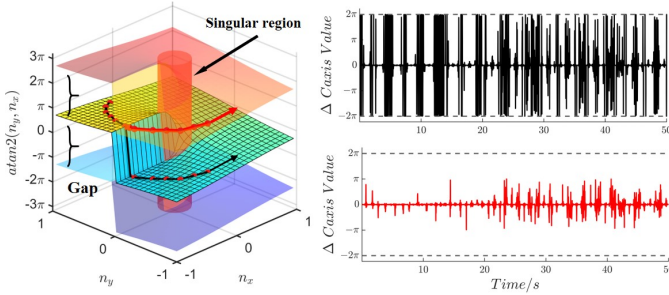 Singular region
3π
2π
π
0
-π
-2π
-3π
atan2(n_y, n_x)
Gap
1
0
-1
n_y
-1
0
1
n_x
2π
0
-2π
Δ Caxis Value
10
20
30
40
50
2π
0
-2π
Δ Caxis Value
10
20
30
40
50
Time/s